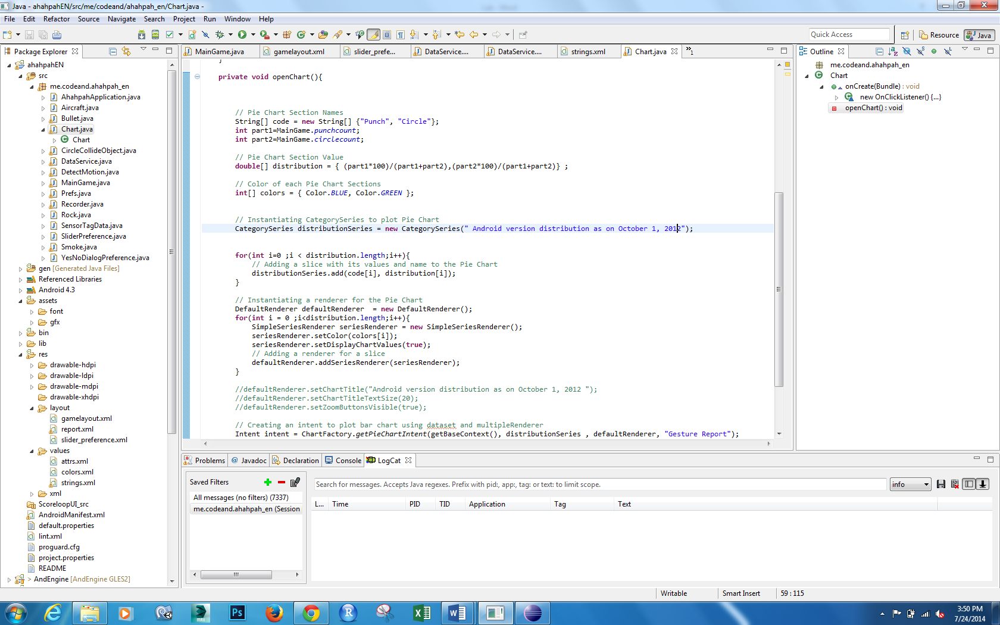 Java - ahahpahEN/src/me/codeand/ahahpah_en/Chart.java -
File Edit Refactor Source Navigate Search Project Run Window Help
Quick Access
Resource
Java
Package Explorer
MainGame.java
gamelayout.xml
slider_prefe...
DataService....
DataService....
strings.xml
Chart.java
»1
Outline
ahahpahEN
src
me.codeand.ahahpah_en
AhahpahApplication.java
Aircraft.java
Bullet.java
Chart.java
Chart
CircleCollideObject.java
DataService.java
DetectMotion.java
MainGame.java
Prefs.java
Recorder.java
Rock.java
SensorTagData.java
SliderPreference.java
Smoke.java
YesNoDialogPreference.java
gen [Generated Java Files]
Referenced Libraries
Android 4.3
assets
font
gfx
bin
lib
res
drawable-hdpi
drawable-ldpi
drawable-mdpi
drawable-xhdpi
layout
gamelayout.xml
report.xml
slider_preference.xml
values
attrs.xml
colors.xml
strings.xml
xml
ScoreloopUI_src
AndroidManifest.xml
default.properties
lint.xml
proguard.cfg
project.properties
README
> AndEngine [AndEngine GLES2]
}
private void openChart(){
// Pie Chart Section Names
String[] code = new String[] {"Punch", "Circle"};
int part1=MainGame.punchcount;
int part2=MainGame.circlecount;
// Pie Chart Section Value
double[] distribution = { (part1*100)/(part1+part2),(part2*100)/(part1+part2)} ;
// Color of each Pie Chart Sections
int[] colors = { Color.BLUE, Color.GREEN };
// Instantiating CategorySeries to plot Pie Chart
CategorySeries distributionSeries = new CategorySeries(" Android version distribution as on October 1, 2012");
for(int i=0 ;i < distribution.length;i++){
// Adding a slice with its values and name to the Pie Chart
distributionSeries.add(code[i], distribution[i]);
}
// Instantiating a renderer for the Pie Chart
DefaultRenderer defaultRenderer  = new DefaultRenderer();
for(int i = 0 ;i<distribution.length;i++){
SimpleSeriesRenderer seriesRenderer = new SimpleSeriesRenderer();
seriesRenderer.setColor(colors[i]);
seriesRenderer.setDisplayChartValues(true);
// Adding a renderer for a slice
defaultRenderer.addSeriesRenderer(seriesRenderer);
}
//defaultRenderer.setChartTitle("Android version distribution as on October 1, 2012 ");
//defaultRenderer.setChartTitleTextSize(20);
//defaultRenderer.setZoomButtonsVisible(true);
// Creating an intent to plot bar chart using dataset and multipleRenderer
Intent intent = ChartFactory.getPieChartIntent(getBaseContext(), distributionSeries , defaultRenderer, "Gesture Report");
me.codeand.ahahpah_en
Chart
onCreate(Bundle) : void
new OnClickListener() {...}
openChart() : void
Problems
@ Javadoc
Declaration
Console
LogCat
Saved Filters
All messages (no filters) (7337)
me.codeand.ahahpah_en (Session
Search for messages. Accepts Java regexes. Prefix with pid:, app:, tag: or text: to limit scope.
info
L... Time PID TID Application Tag Text
Writable
Smart Insert
59 : 115
3:50 PM
7/24/2014